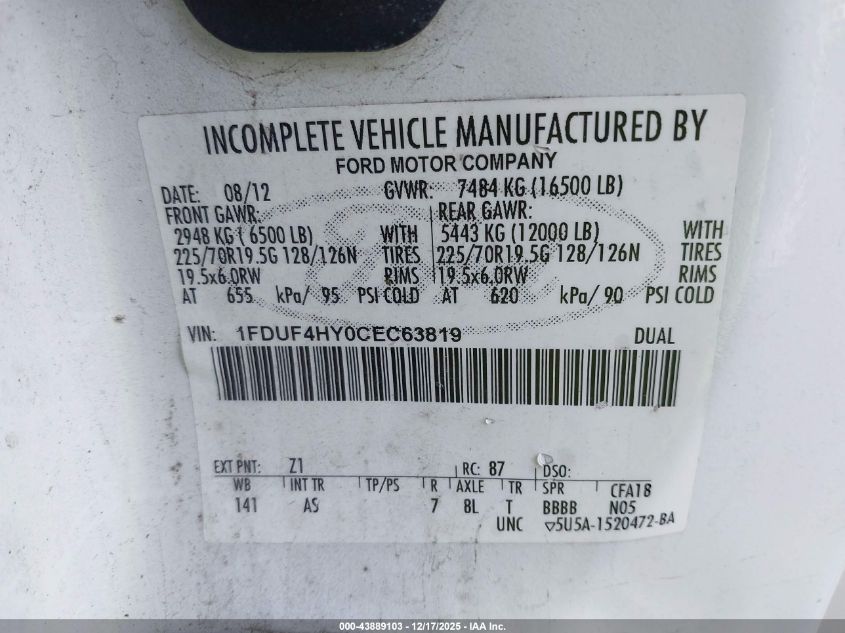 INCOMPLETE VEHICLE MANUFACTURED BY
FORD MOTOR COMPANY
DATE: 08/12 GVWR: 7484 KG (16500 LB)
FRONT GAWR: REAR GAWR:
2948 KG ( 6500 LB) WITH 5443 KG (12000 LB) WITH
225/70R19.5G 128/126N TIRES 225/70R19.5G 128/126N TIRES
19.5x6.0RW RIMS 19.5x6.0RW RIMS
AT 655 kPa/ 95 PSI COLD AT 620 kPa/ 90 PSI COLD
VIN: 1FDUF4HY0CEC63819 DUAL
EXT PNT: Z1 RC: 87 DSO:
WB INT TR TP/PS R AXLE TR SPR CFA18
141 AS 7 8L T BBBB N05
UNC ▽5U5A-1520472-BA
000-43889103 - 12/17/2025 - IAA Inc.